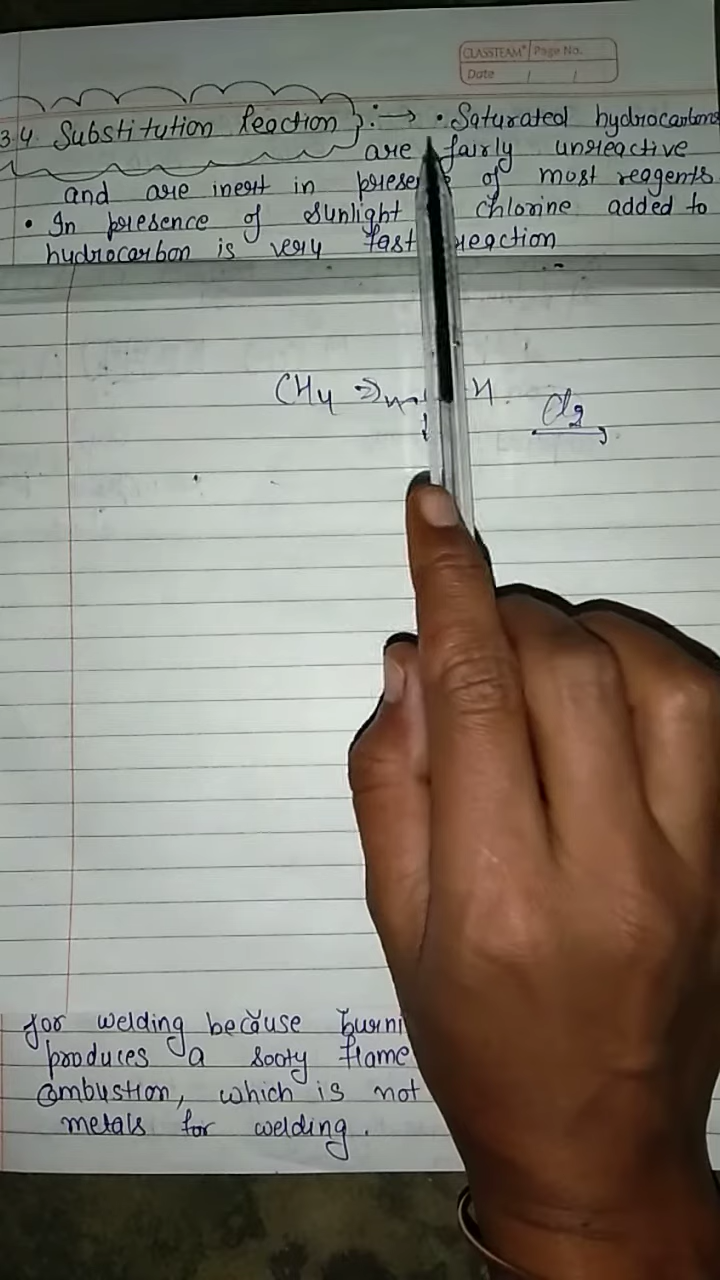 CLASSTEAM® Page No.
Date / /
3.4. Substitution Reaction :→ • Saturated hydrocarbons
are fairly unreactive
and are inert in of most reagents
• In presence of sunlight chlorine added to
hydrocarbon is very fast reaction
CH4 H. Cl2
for welding because
produces a sooty flame
combustion, which is not
metals for welding.